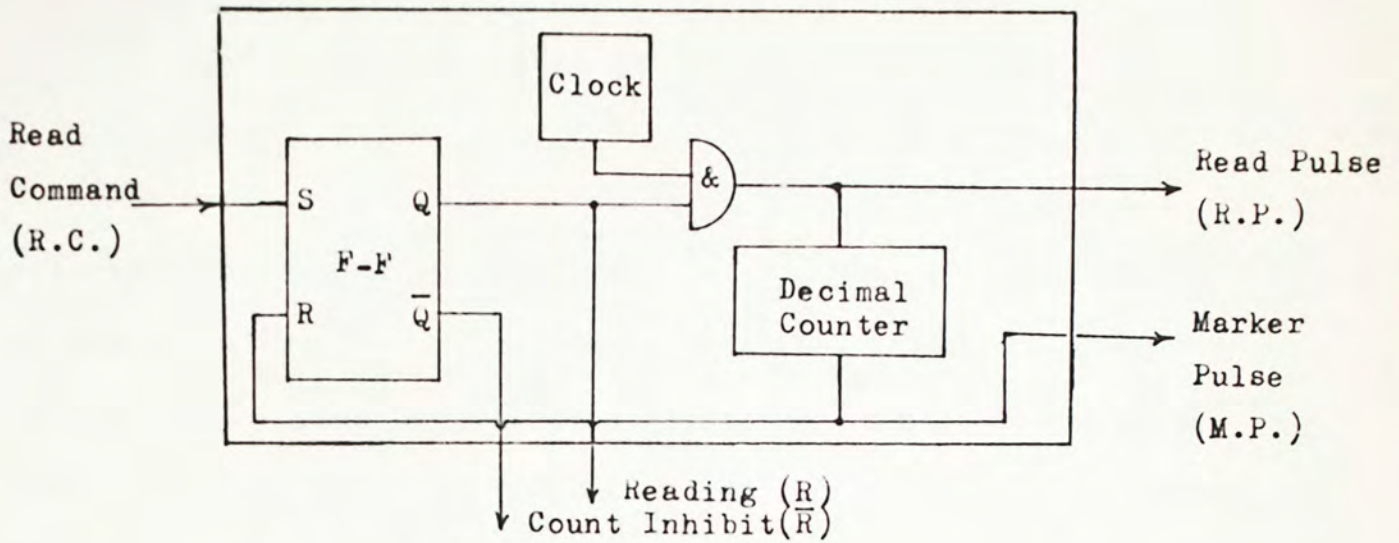 Clock
Read
Command
(R.C.)
S
Q
F-F
R
Q̅
&
Decimal
Counter
Read Pulse
(R.P.)
Marker
Pulse
(M.P.)
Reading (R)
Count Inhibit(R̅)